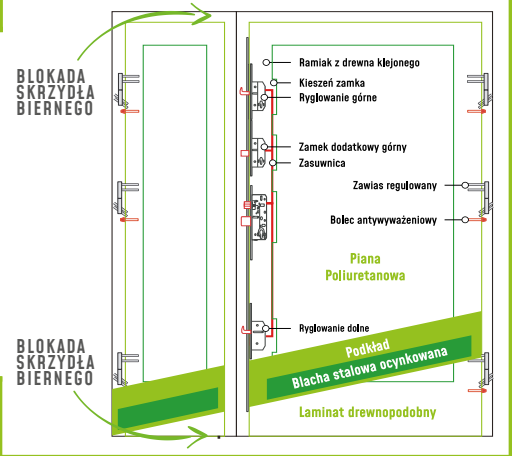 BLOKADA
SKRZYDŁA
BIERNEGO
Ramiak z drewna klejonego
Kieszeń zamka
Ryglowanie górne
Zamek dodatkowy górny
Zasuwnica
Zawias regulowany
Bolec antywyważeniowy
Piana
Poliuretanowa
Ryglowanie dolne
BLOKADA
SKRZYDŁA
BIERNEGO
Podkład
Blacha stalowa ocynkowana
Laminat drewnopodobny